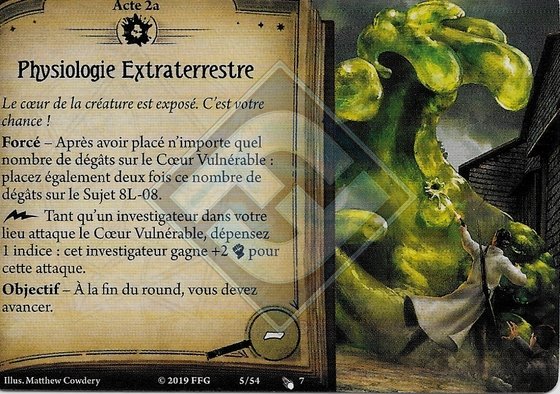 Acte 2a
Physiologie Extraterrestre
Le cœur de la créature est exposé. C'est votre
chance !
Forcé – Après avoir placé n'importe quel
nombre de dégâts sur le Cœur Vulnérable :
placez également deux fois ce nombre de
dégâts sur le Sujet 8L-08.
Tant qu'un investigateur dans votre
lieu attaque le Cœur Vulnérable, dépensez
1 indice : cet investigateur gagne +2 pour
cette attaque.
Objectif – À la fin du round, vous devez
avancer.
–
Illus. Matthew Cowdery © 2019 FFG 5/54 7